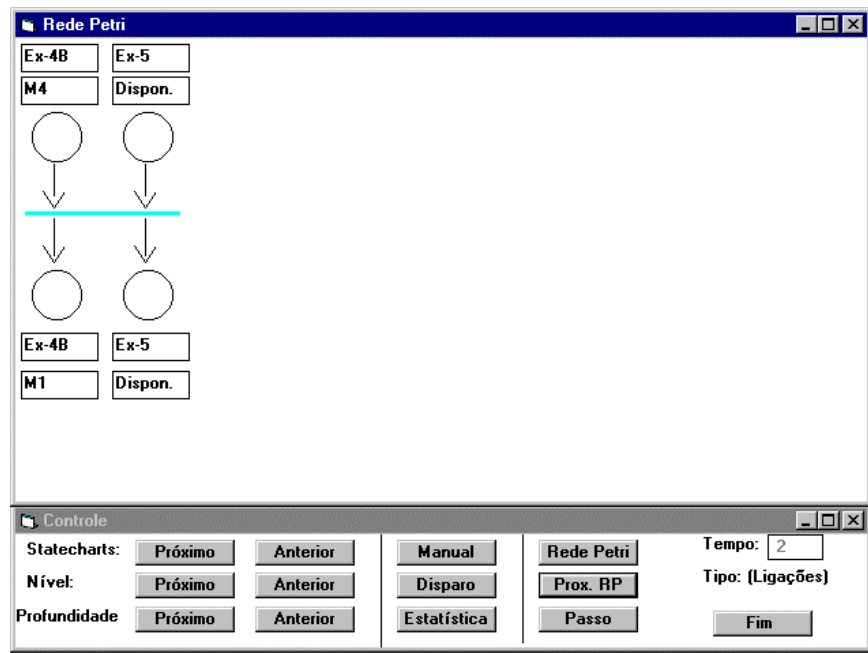 Rede Petri
Ex-4B Ex-5
M4 Dispon.
Ex-4B Ex-5
M1 Dispon.
Controle
Statecharts: Próximo Anterior Manual Rede Petri Tempo: 2
Nível: Próximo Anterior Disparo Prox. RP Tipo: (Ligações)
Profundidade Próximo Anterior Estatística Passo Fim